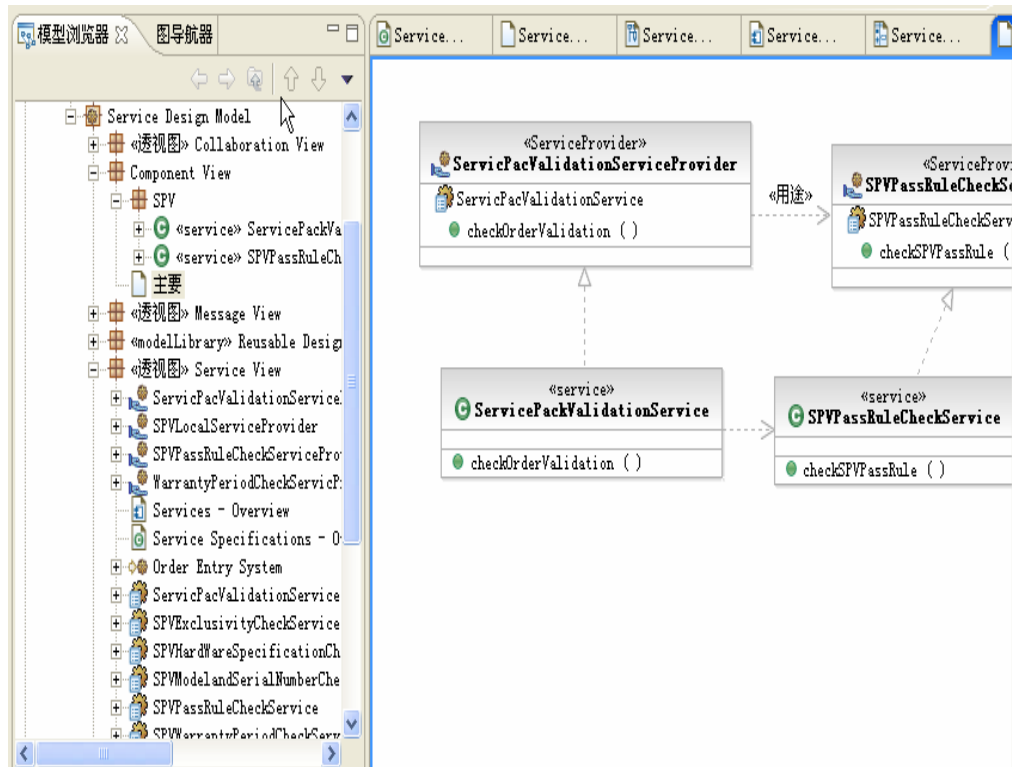 模型浏览器 图导航器
Service... Service... Service... Service... Service...
Service Design Model
«透视图» Collaboration View
Component View
SPV
«service» ServicePackVa
«service» SPVPassRuleCh
主要
«透视图» Message View
«modelLibrary» Reusable Desig
«透视图» Service View
ServicPacValidationService
SPVLocalServiceProvider
SPVPassRuleCheckServicePro
WarrantyPeriodCheckServicP
Services - Overview
Service Specifications - O
Order Entry System
ServicPacValidationService
SPVExclusivityCheckService
SPVHardWareSpecificationCh
SPVModelandSerialNumberChe
SPVPassRuleCheckService
SPVWarrantyPeriodCheckServ
«ServiceProvider»
ServicPacValidationServiceProvider
ServicPacValidationService
checkOrderValidation ( )
«用途»
«ServiceProvi
SPVPassRuleCheckSe
SPVPassRuleCheckServ
checkSPVPassRule (
«service»
ServicePackValidationService
checkOrderValidation ( )
«service»
SPVPassRuleCheckService
checkSPVPassRule ( )